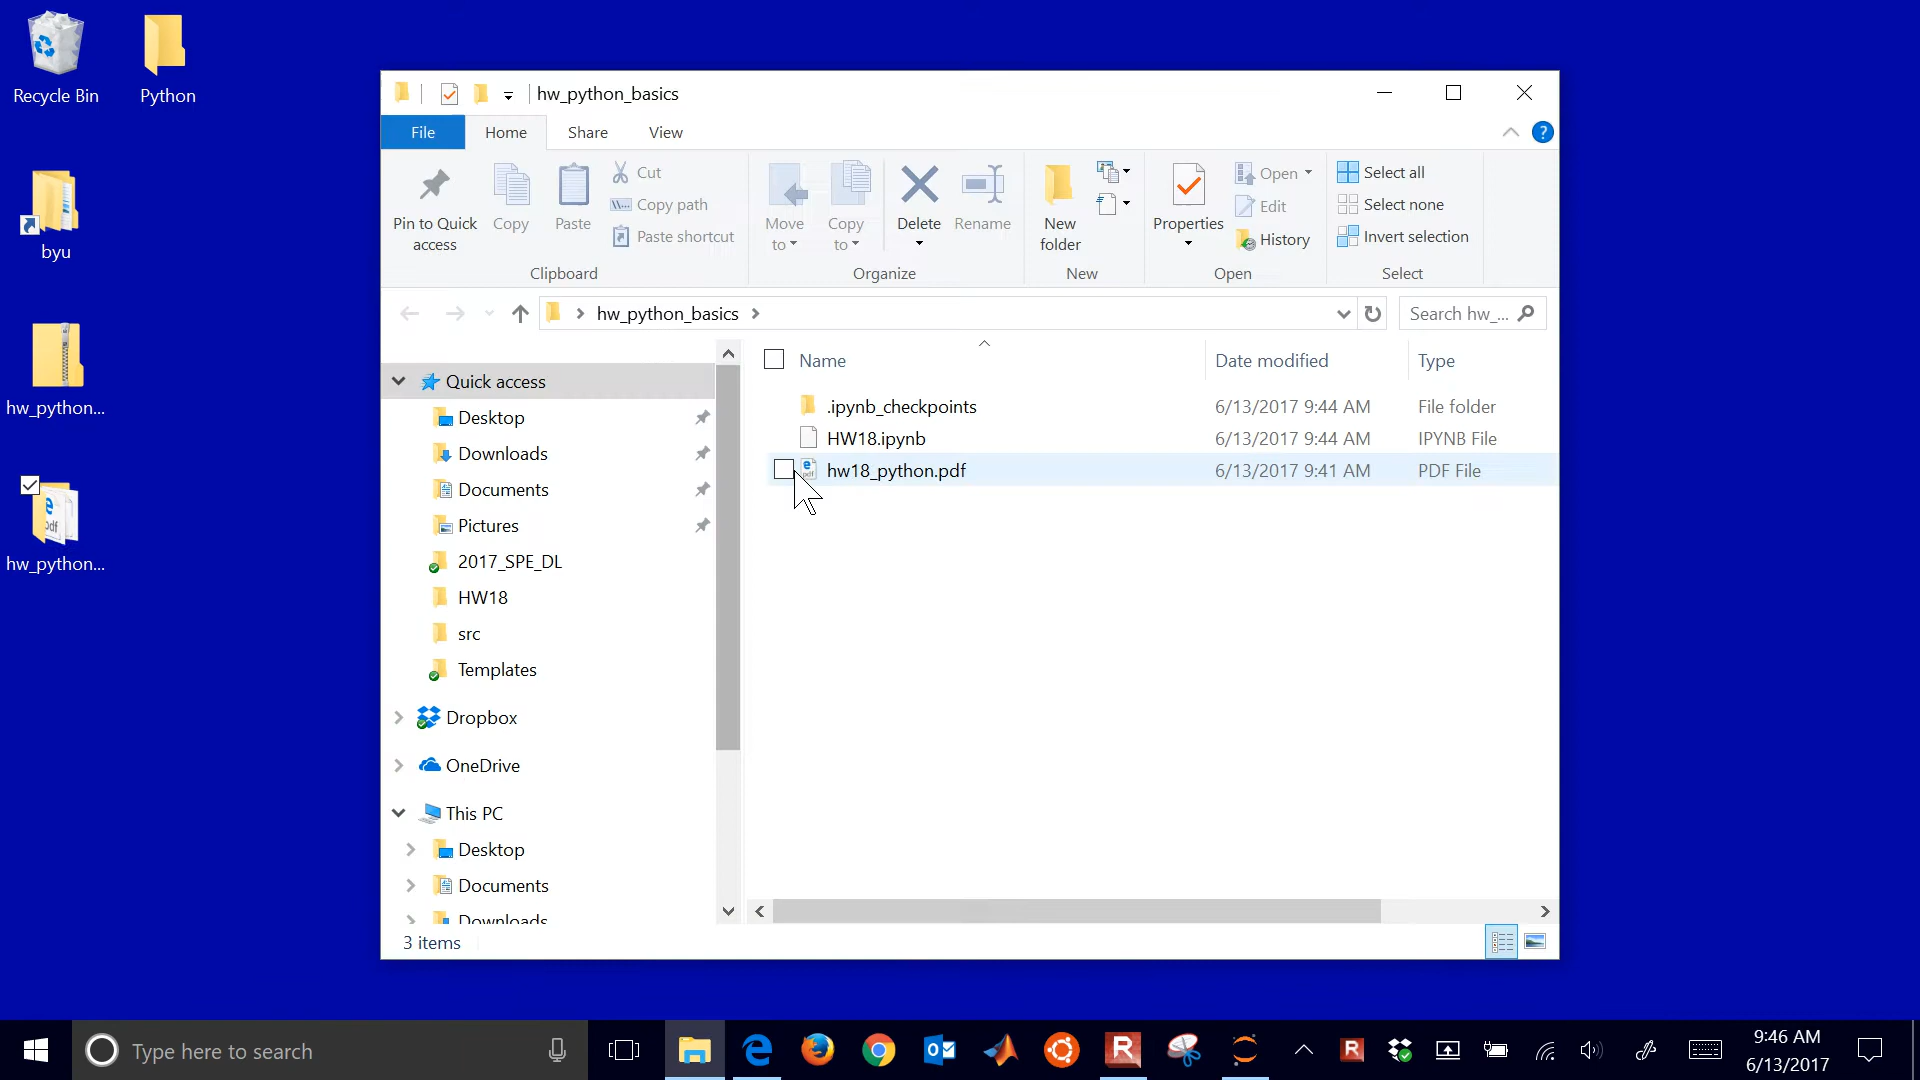 Recycle Bin
Python
byu
hw_python...
hw_python...
hw_python_basics
File
Home
Share
View
Pin to Quick access
Copy
Paste
Cut
Copy path
Paste shortcut
Clipboard
Move to
Copy to
Delete
Rename
Organize
New folder
New
Properties
Open
Edit
History
Open
Select all
Select none
Invert selection
Select
hw_python_basics
Search hw_...
Quick access
Desktop
Downloads
Documents
Pictures
2017_SPE_DL
HW18
src
Templates
Dropbox
OneDrive
This PC
Desktop
Documents
Downloads
Name Date modified Type
.ipynb_checkpoints 6/13/2017 9:44 AM File folder
HW18.ipynb 6/13/2017 9:44 AM IPYNB File
hw18_python.pdf 6/13/2017 9:41 AM PDF File
3 items
Type here to search
9:46 AM
6/13/2017